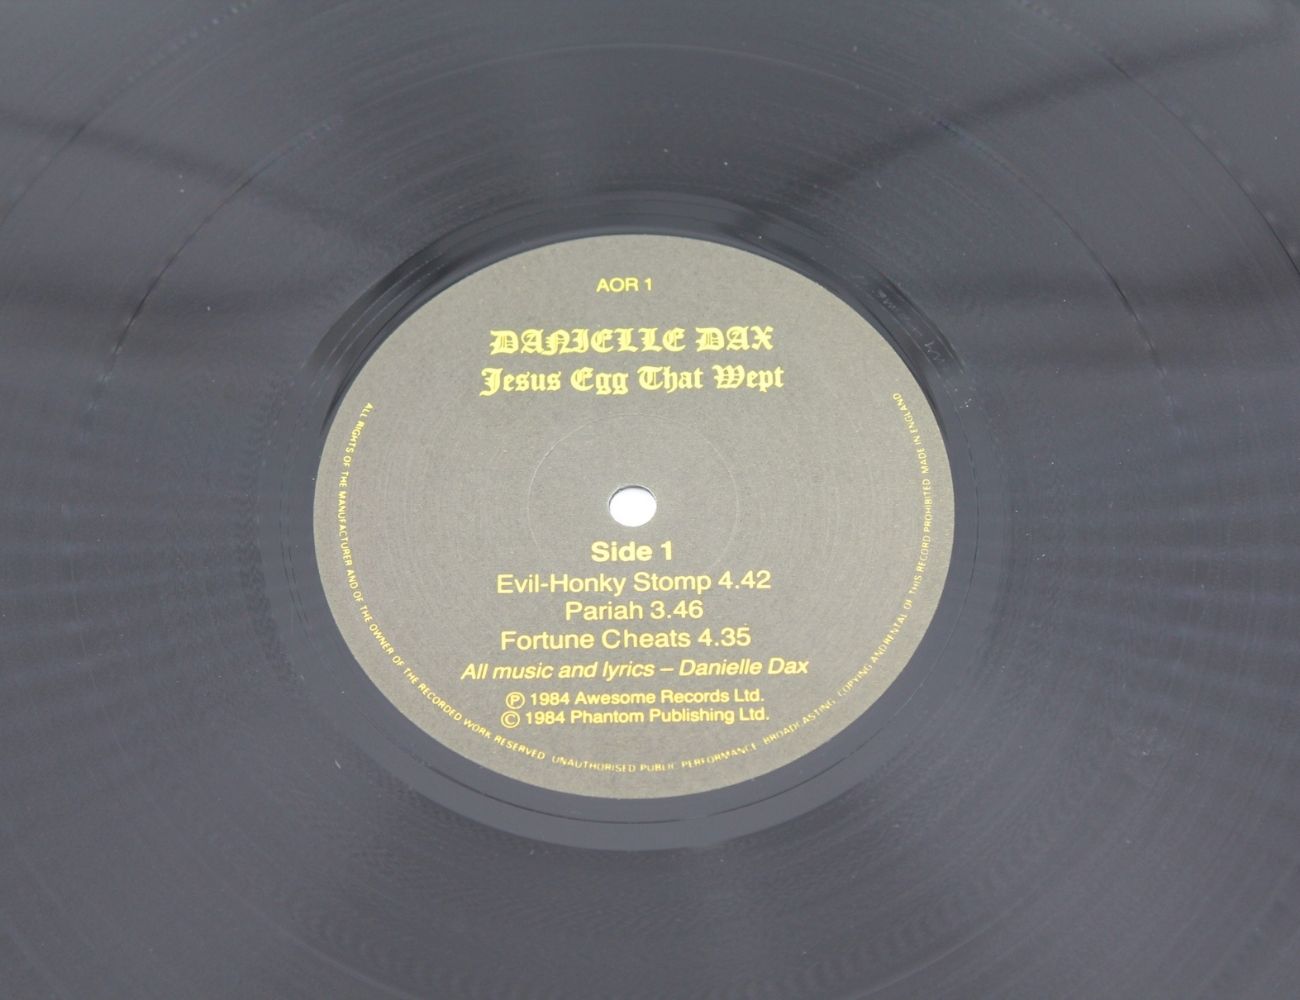 AOR 1
DANIELLE DAX
Jesus Egg That Wept
Side 1
Evil-Honky Stomp 4.42
Pariah 3.46
Fortune Cheats 4.35
All music and lyrics – Danielle Dax
Ⓟ 1984 Awesome Records Ltd.
© 1984 Phantom Publishing Ltd.
ALL RIGHTS OF THE MANUFACTURER AND OF THE OWNER OF THE RECORDED WORK RESERVED UNAUTHORISED PUBLIC PERFORMANCE BROADCASTING COPYING AND RENTAL OF THIS RECORD PROHIBITED MADE IN ENGLAND